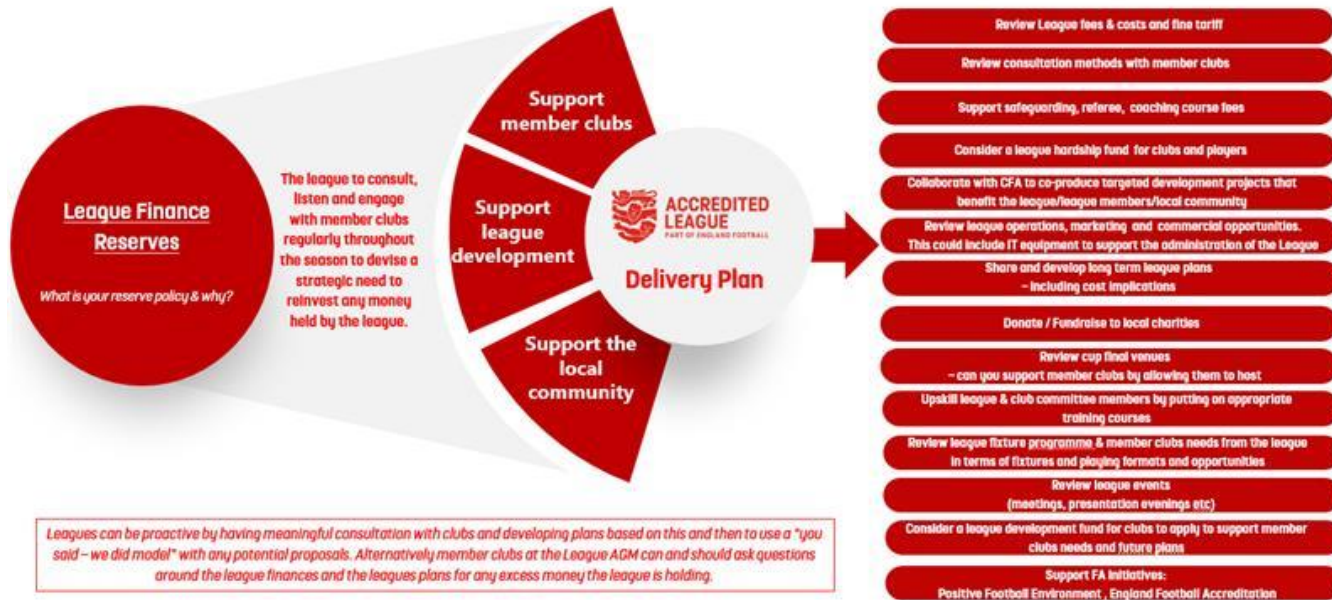 League Finance
Reserves
What is your reserve policy & why?
The league to consult,
listen and engage
with member clubs
regularly throughout
the season to devise a
strategic need to
reinvest any money
held by the league.
Support
member clubs
Support
league
development
Support the
local
community
ACCREDITED
LEAGUE
PART OF ENGLAND FOOTBALL
Delivery Plan
Review League fees & costs and fine tariff
Review consultation methods with member clubs
Support safeguarding, referee, coaching course fees
Consider a league hardship fund for clubs and players
Collaborate with CFA to co-produce targeted development projects that
benefit the league/league members/local community
Review league operations, marketing and commercial opportunities.
This could include IT equipment to support the administration of the League
Share and develop long term league plans
– including cost implications
Donate / Fundraise to local charities
Review cup final venues
– can you support member clubs by allowing them to host
Upskill league & club committee members by putting on appropriate
training courses
Review league fixture programme & member clubs needs from the league
in terms of fixtures and playing formats and opportunities
Review league events
(meetings, presentation evenings etc)
Consider a league development fund for clubs to apply to support member
clubs needs and future plans
Support FA initiatives:
Positive Football Environment , England Football Accreditation
Leagues can be proactive by having meaningful consultation with clubs and developing plans based on this and then to use a "you
said – we did model" with any potential proposals. Alternatively member clubs at the League AGM can and should ask questions
around the league finances and the leagues plans for any excess money the league is holding.